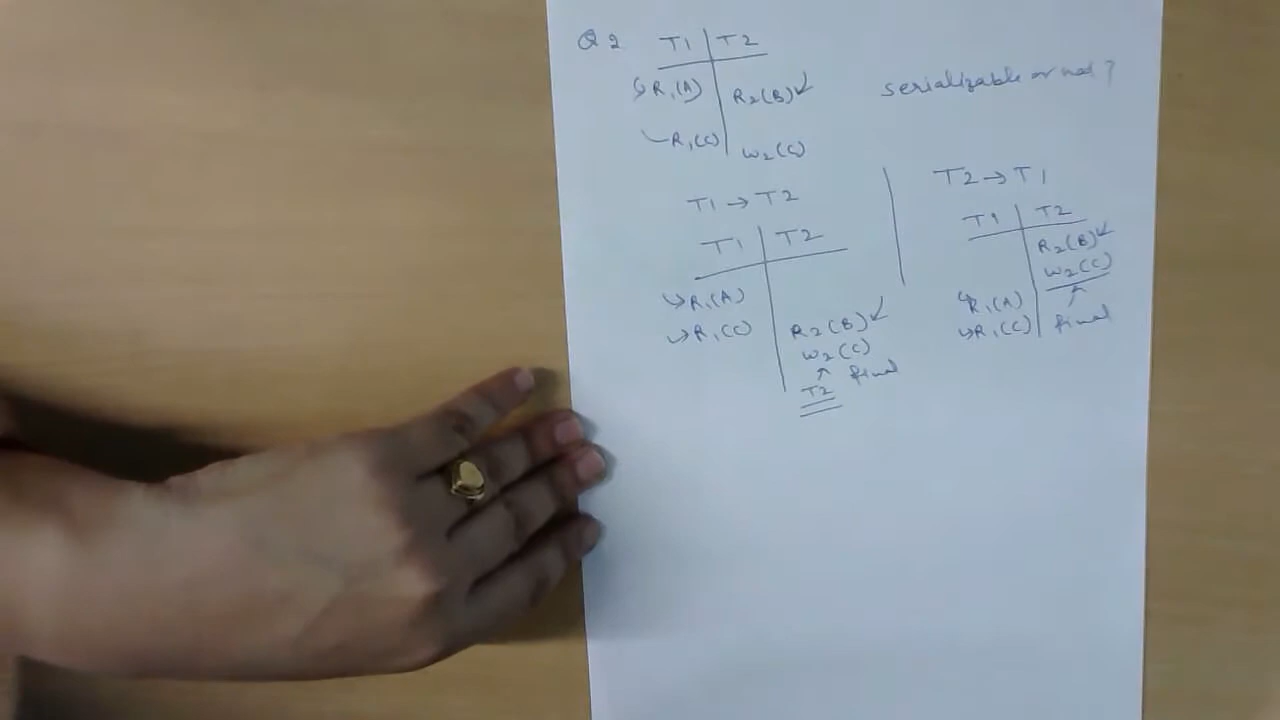 Q2 T1 T2
R1(A) R2(B)
serializable or not?
R1(C) W2(C)
T1 → T2
T1 T2
R1(A)
R1(C) R2(B)
W2(C)
final
T2
T2 → T1
T1 T2
R2(B)
W2(C)
R1(A)
R1(C) final